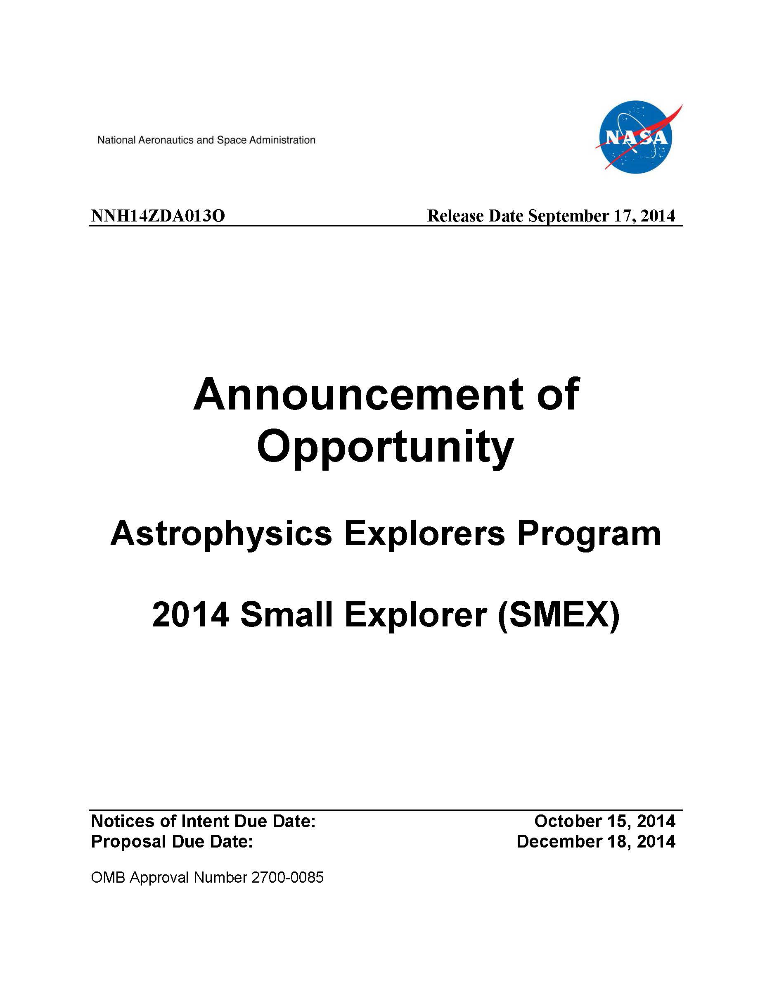 National Aeronautics and Space Administration
NASA
NNH14ZDA013O Release Date September 17, 2014
Announcement of
Opportunity
Astrophysics Explorers Program
2014 Small Explorer (SMEX)
Notices of Intent Due Date: October 15, 2014
Proposal Due Date: December 18, 2014
OMB Approval Number 2700-0085